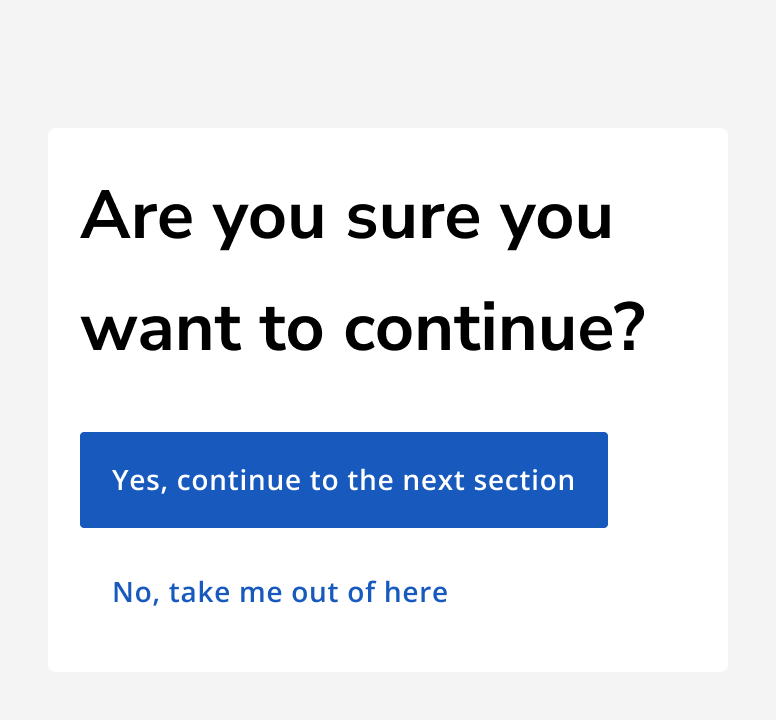 Are you sure you
want to continue?
Yes, continue to the next section
No, take me out of here